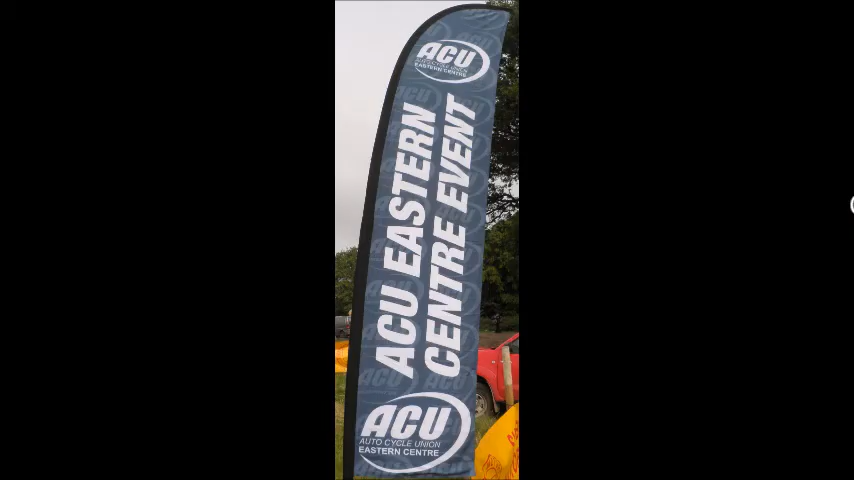 ACU
AUTO CYCLE UNION
EASTERN CENTRE
ACU EASTERN
CENTRE EVENT
ACU
AUTO CYCLE UNION
EASTERN CENTRE